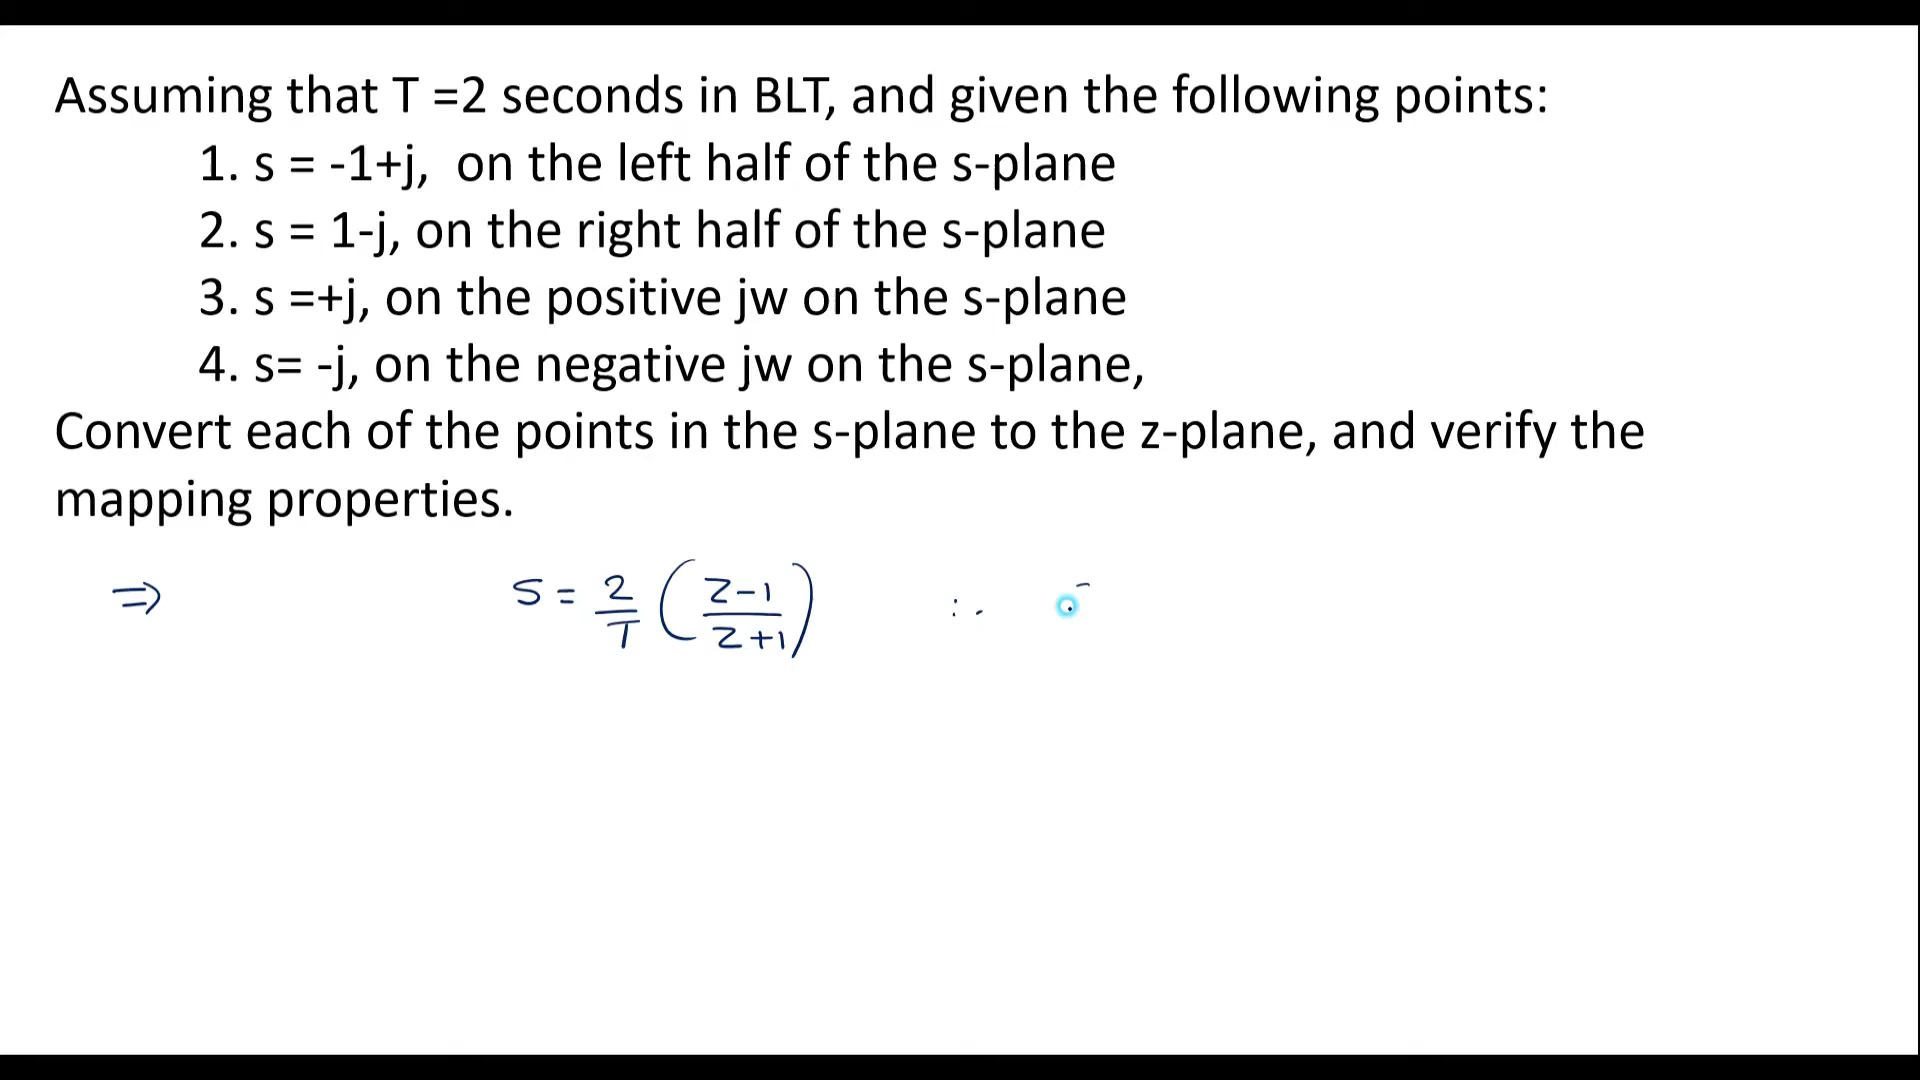 Assuming that T =2 seconds in BLT, and given the following points:
1. s = -1+j, on the left half of the s-plane
2. s = 1-j, on the right half of the s-plane
3. s =+j, on the positive jw on the s-plane
4. s= -j, on the negative jw on the s-plane,
Convert each of the points in the s-plane to the z-plane, and verify the
mapping properties.
⇒ S = 2/T ( Z-1 / Z+1 ) ∴